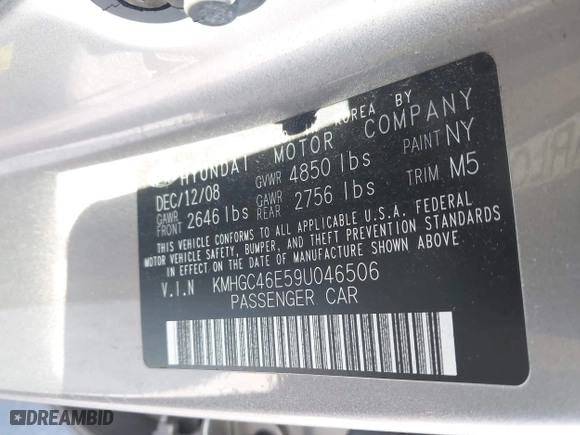 KOREA BY
HYUNDAI MOTOR COMPANY
DEC/12/08 GVWR 4850 lbs PAINT NY
GAWR FRONT 2646 lbs GAWR REAR 2756 lbs TRIM M5
THIS VEHICLE CONFORMS TO ALL APPLICABLE U.S.A. FEDERAL
MOTOR VEHICLE SAFETY, BUMPER, AND THEFT PREVENTION STANDARDS
IN EFFECT ON THE DATE OF MANUFACTURE SHOWN ABOVE.
V.I.N KMHGC46E59U046506
PASSENGER CAR
DREAMBID